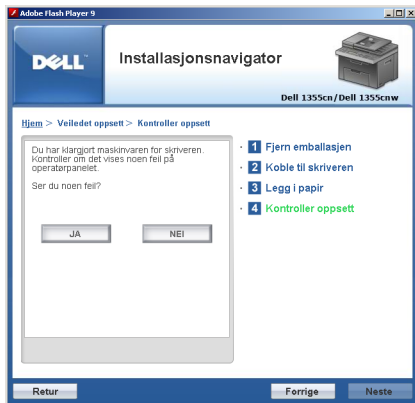 Adobe Flash Player 9
DELL™
Installasjonsnavigator
Dell 1355cn/Dell 1355cnw
Hjem > Veiledet oppsett > Kontroller oppsett
Du har klargjort maskinvaren for skriveren.
Kontroller om det vises noen feil på
operatørpanelet.
Ser du noen feil?
JA
NEI
1 Fjern emballasjen
2 Koble til skriveren
3 Legg i papir
4 Kontroller oppsett
Retur
Forrige
Neste